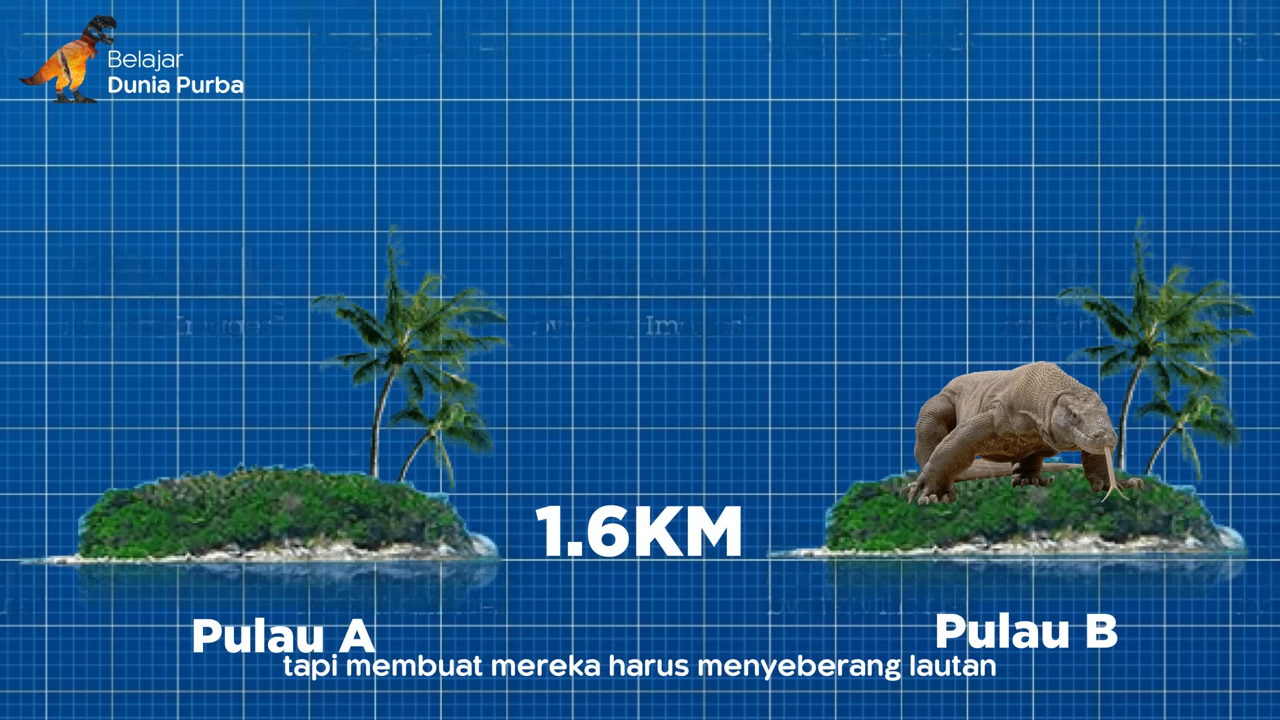 Belajar
Dunia Purba
1.6KM
Pulau A
Pulau B
tapi membuat mereka harus menyeberang lautan